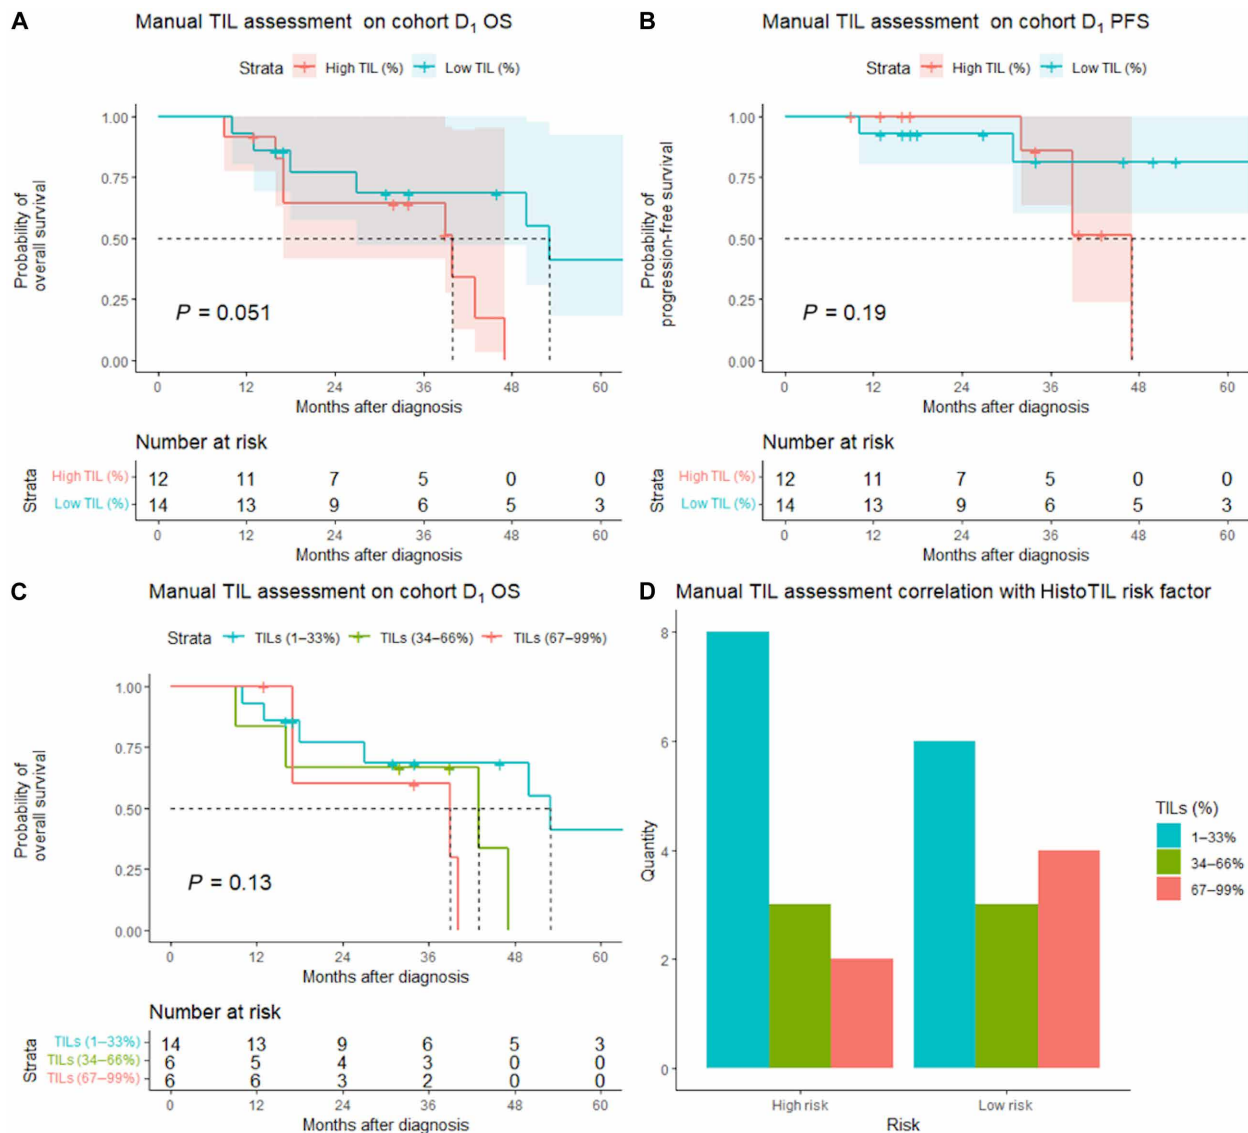 A Manual TIL assessment on cohort D1 OS
Strata High TIL (%) Low TIL (%)
1.00
0.75
0.50
0.25
0.00
Probability of
overall survival
P = 0.051
0 12 24 36 48 60
Months after diagnosis
Number at risk
Strata
High TIL (%) 12 11 7 5 0 0
Low TIL (%) 14 13 9 6 5 3
0 12 24 36 48 60
Months after diagnosis
B Manual TIL assessment on cohort D1 PFS
Strata High TIL (%) Low TIL (%)
1.00
0.75
0.50
0.25
0.00
Probability of
progression-free survival
P = 0.19
0 12 24 36 48 60
Months after diagnosis
Number at risk
Strata
High TIL (%) 12 11 7 5 0 0
Low TIL (%) 14 13 9 6 5 3
0 12 24 36 48 60
Months after diagnosis
C Manual TIL assessment on cohort D1 OS
Strata TILs (1–33%) TILs (34–66%) TILs (67–99%)
1.00
0.75
0.50
0.25
0.00
Probability of
overall survival
P = 0.13
0 12 24 36 48 60
Months after diagnosis
Number at risk
Strata
TILs (1–33%) 14 13 9 6 5 3
TILs (34–66%) 6 5 4 3 0 0
TILs (67–99%) 6 6 3 2 0 0
0 12 24 36 48 60
Months after diagnosis
D Manual TIL assessment correlation with HistoTIL risk factor
8
6
4
2
0
Quantity
High risk Low risk
Risk
TILs (%)
1–33%
34–66%
67–99%